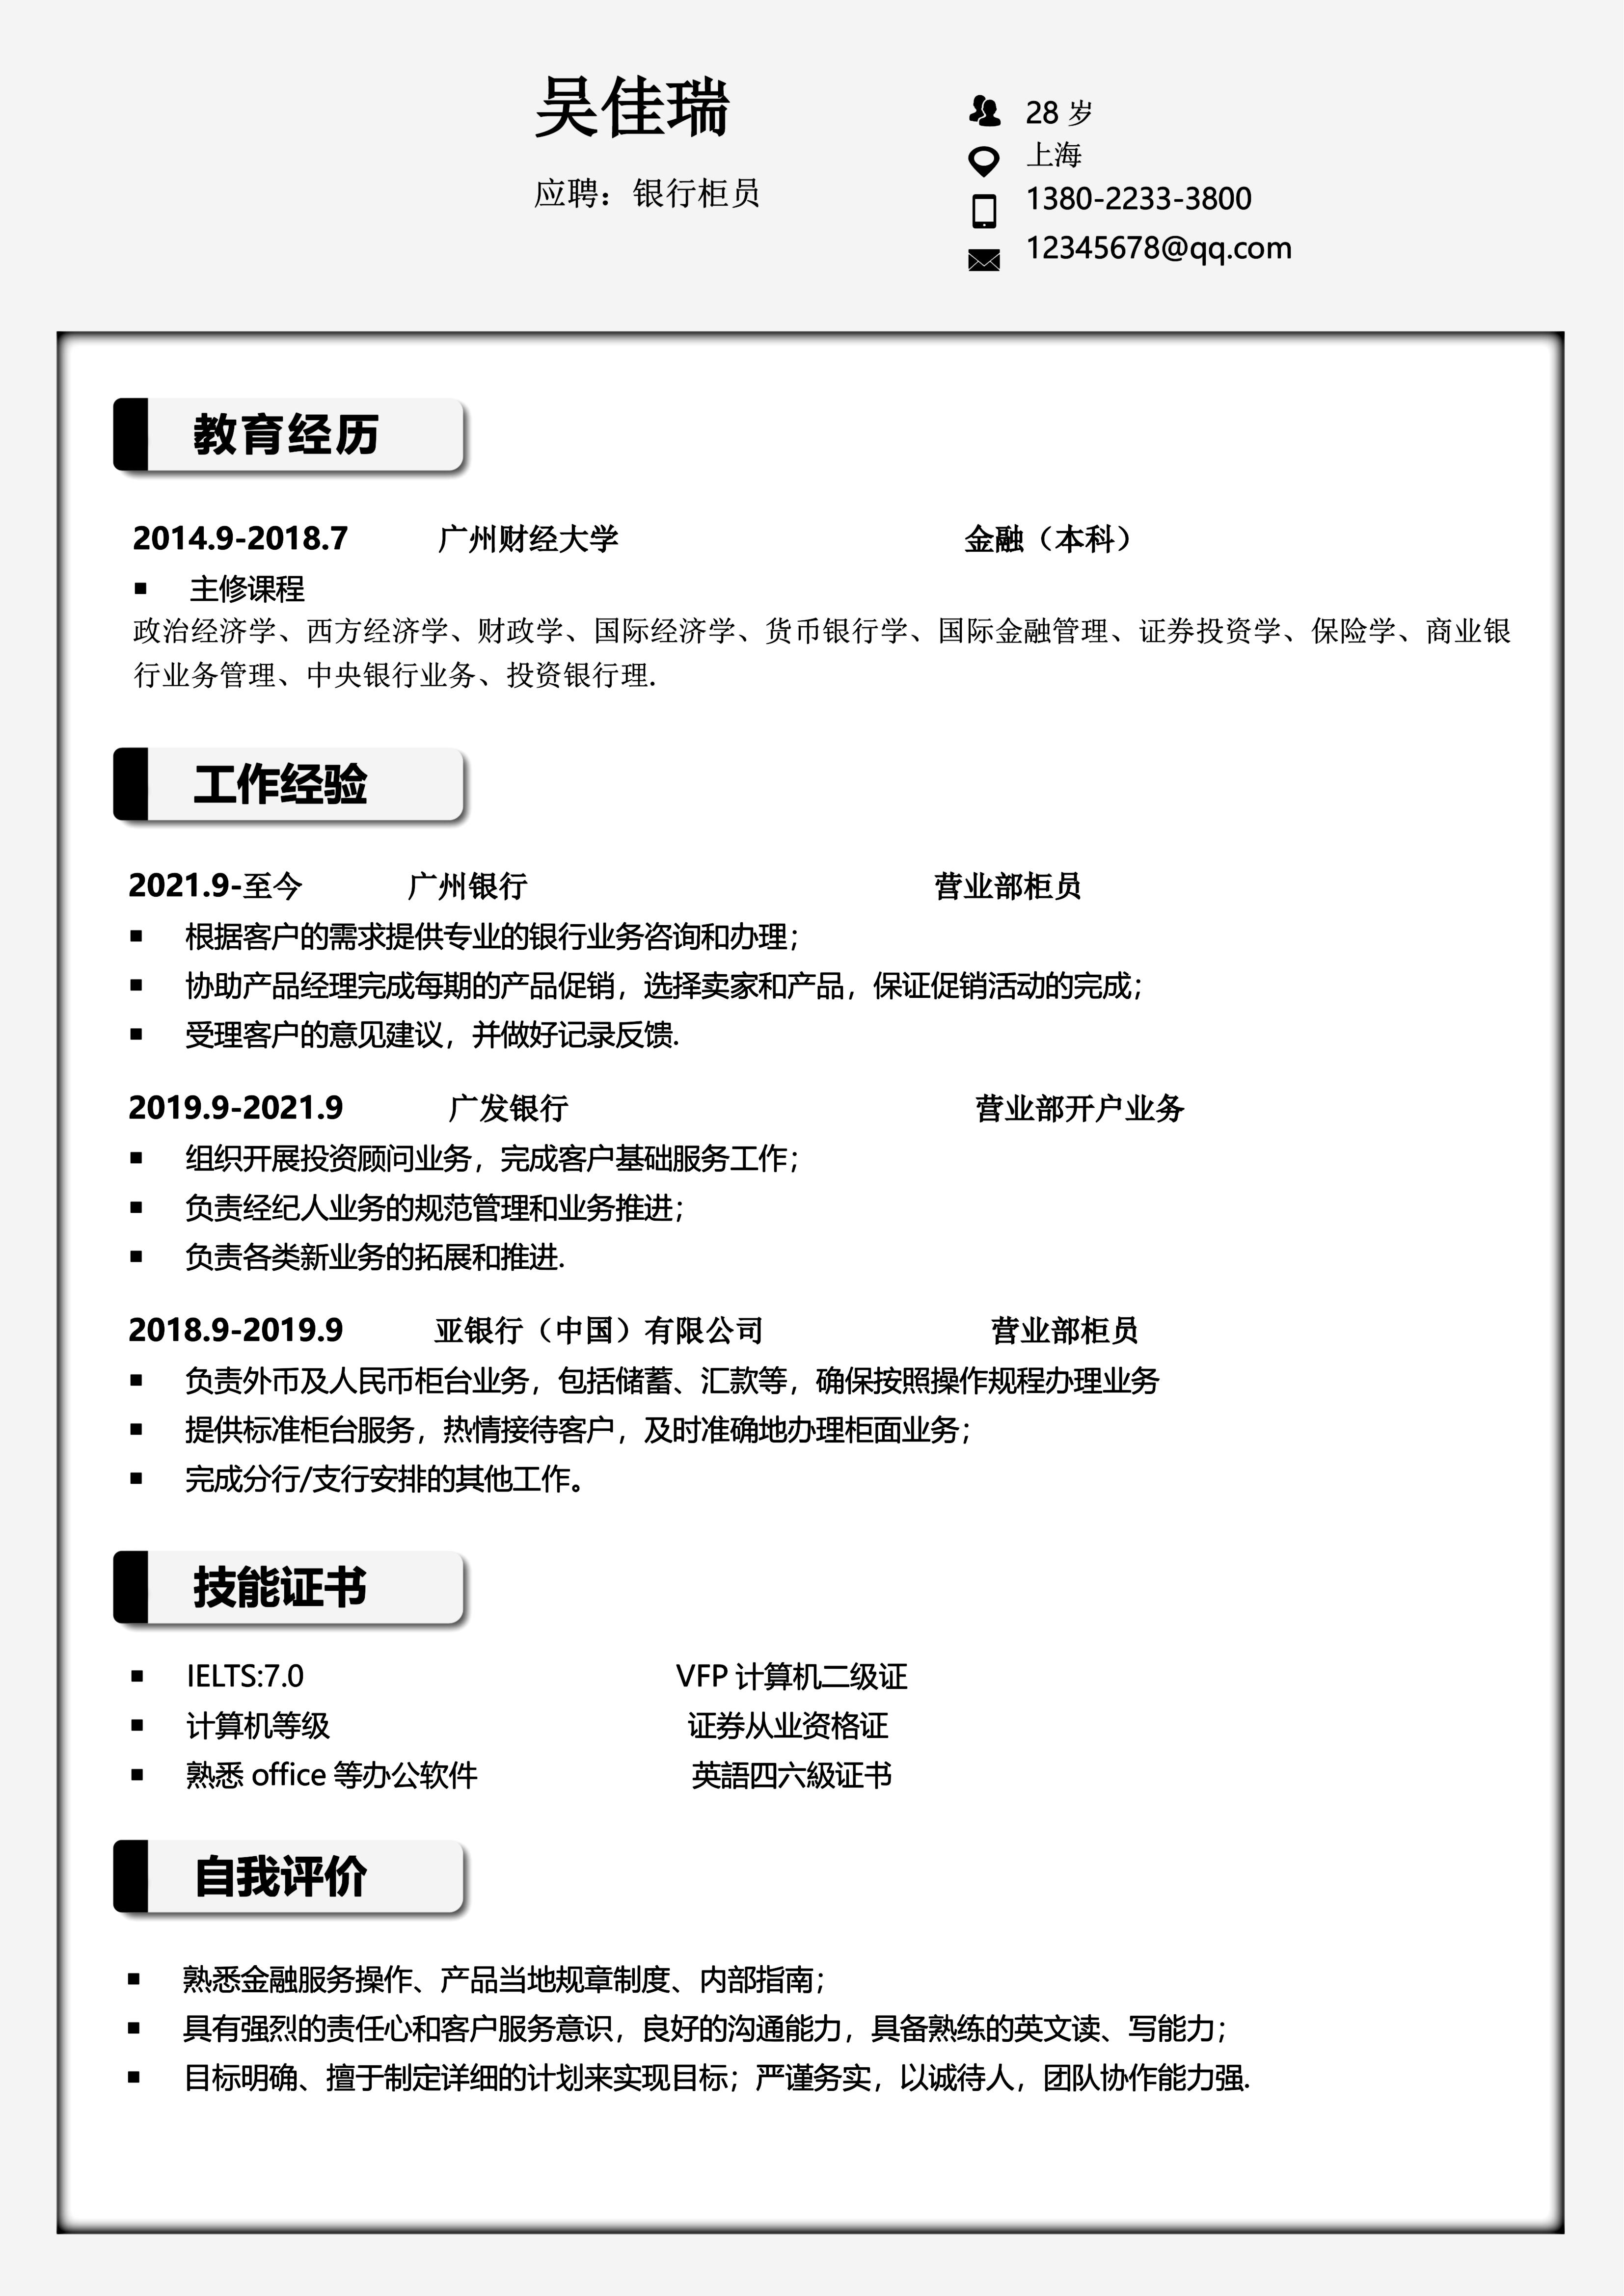 吴佳瑞
应聘：银行柜员
28 岁
上海
1380-2233-3800
12345678@qq.com
教育经历
2014.9-2018.7 广州财经大学 金融（本科）
主修课程
政治经济学、西方经济学、财政学、国际经济学、货币银行学、国际金融管理、证券投资学、保险学、商业银
行业务管理、中央银行业务、投资银行理.
工作经验
2021.9-至今 广州银行 营业部柜员
根据客户的需求提供专业的银行业务咨询和办理；
协助产品经理完成每期的产品促销，选择卖家和产品，保证促销活动的完成；
受理客户的意见建议，并做好记录反馈.
2019.9-2021.9 广发银行 营业部开户业务
组织开展投资顾问业务，完成客户基础服务工作；
负责经纪人业务的规范管理和业务推进；
负责各类新业务的拓展和推进.
2018.9-2019.9 亚银行（中国）有限公司 营业部柜员
负责外币及人民币柜台业务，包括储蓄、汇款等，确保按照操作规程办理业务
提供标准柜台服务，热情接待客户，及时准确地办理柜面业务；
完成分行/支行安排的其他工作。
技能证书
IELTS:7.0 VFP 计算机二级证
计算机等级 证券从业资格证
熟悉 office 等办公软件 英語四六級证书
自我评价
熟悉金融服务操作、产品当地规章制度、内部指南；
具有强烈的责任心和客户服务意识，良好的沟通能力，具备熟练的英文读、写能力；
目标明确、擅于制定详细的计划来实现目标；严谨务实，以诚待人，团队协作能力强.